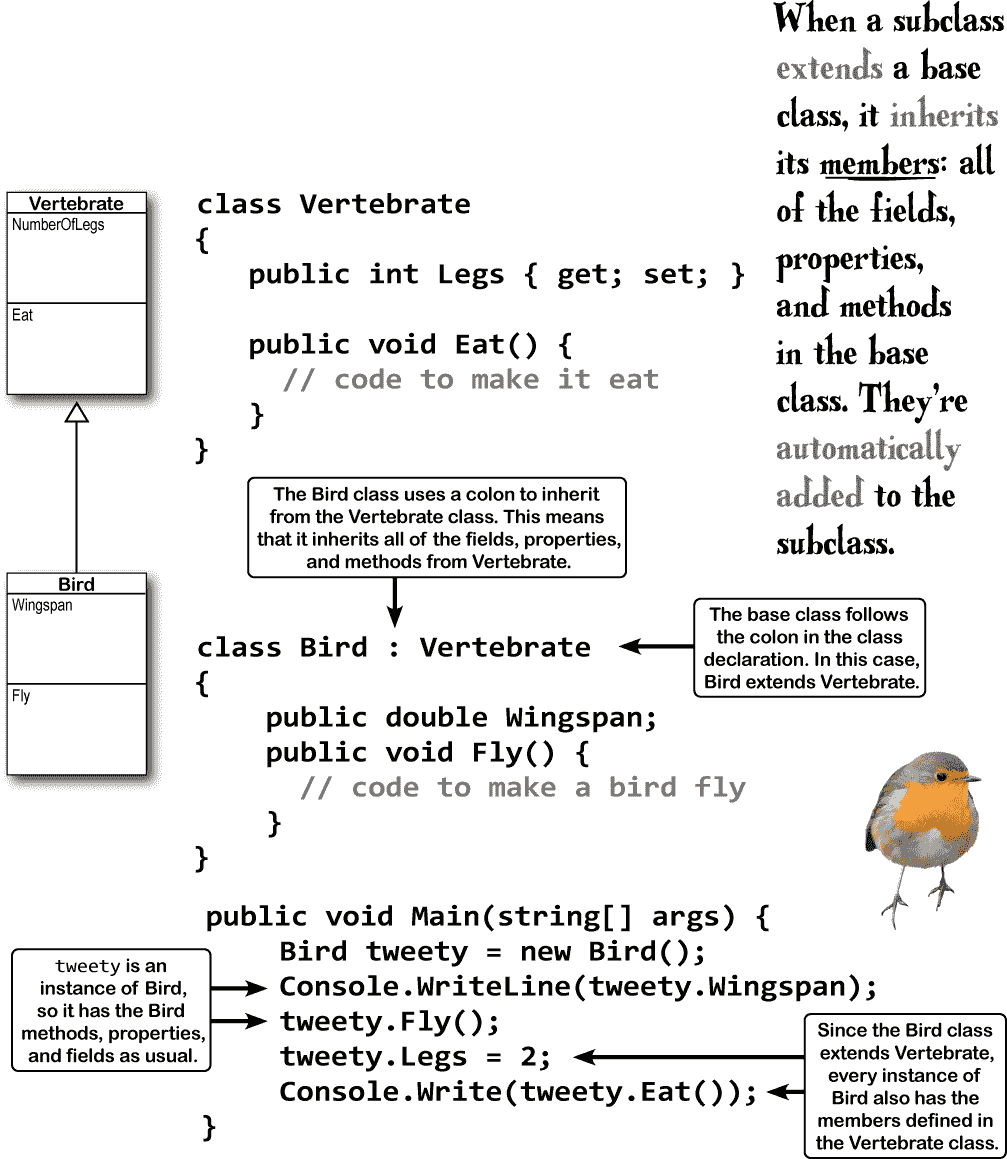 When a subclass
extends a base
class, it inherits
its members: all
of the fields,
properties,
and methods
in the base
class. They're
automatically
added to the
subclass.
Vertebrate
NumberOfLegs
Eat
class Vertebrate
{
public int Legs { get; set; }
public void Eat() {
// code to make it eat
}
}
The Bird class uses a colon to inherit
from the Vertebrate class. This means
that it inherits all of the fields, properties,
and methods from Vertebrate.
Bird
Wingspan
Fly
class Bird : Vertebrate
The base class follows
the colon in the class
declaration. In this case,
Bird extends Vertebrate.
{
public double Wingspan;
public void Fly() {
// code to make a bird fly
}
}
public void Main(string[] args) {
Bird tweety = new Bird();
Console.WriteLine(tweety.Wingspan);
tweety.Fly();
tweety.Legs = 2;
Console.Write(tweety.Eat());
}
tweety is an
instance of Bird,
so it has the Bird
methods, properties,
and fields as usual.
Since the Bird class
extends Vertebrate,
every instance of
Bird also has the
members defined in
the Vertebrate class.